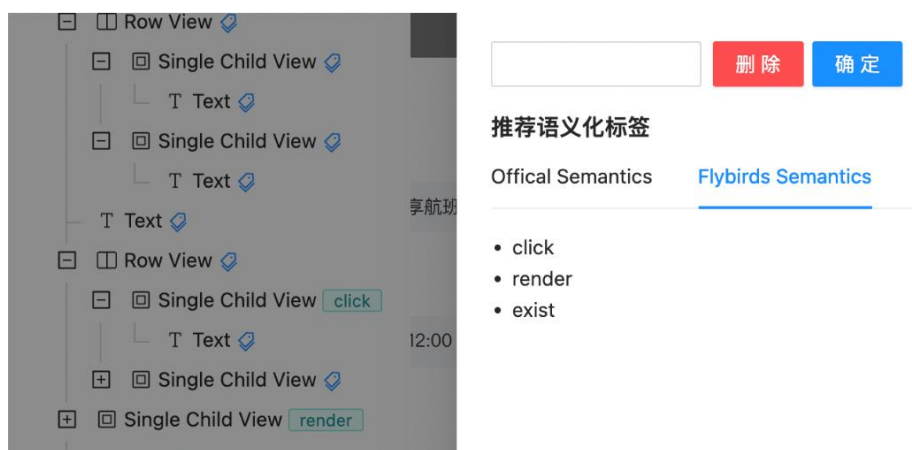 Row View
Single Child View
T Text
Single Child View
T Text
T Text
Row View
Single Child View click
T Text
Single Child View
Single Child View render
享航班
12:00
删 除 确 定
推荐语义化标签
Offical Semantics Flybirds Semantics
• click
• render
• exist